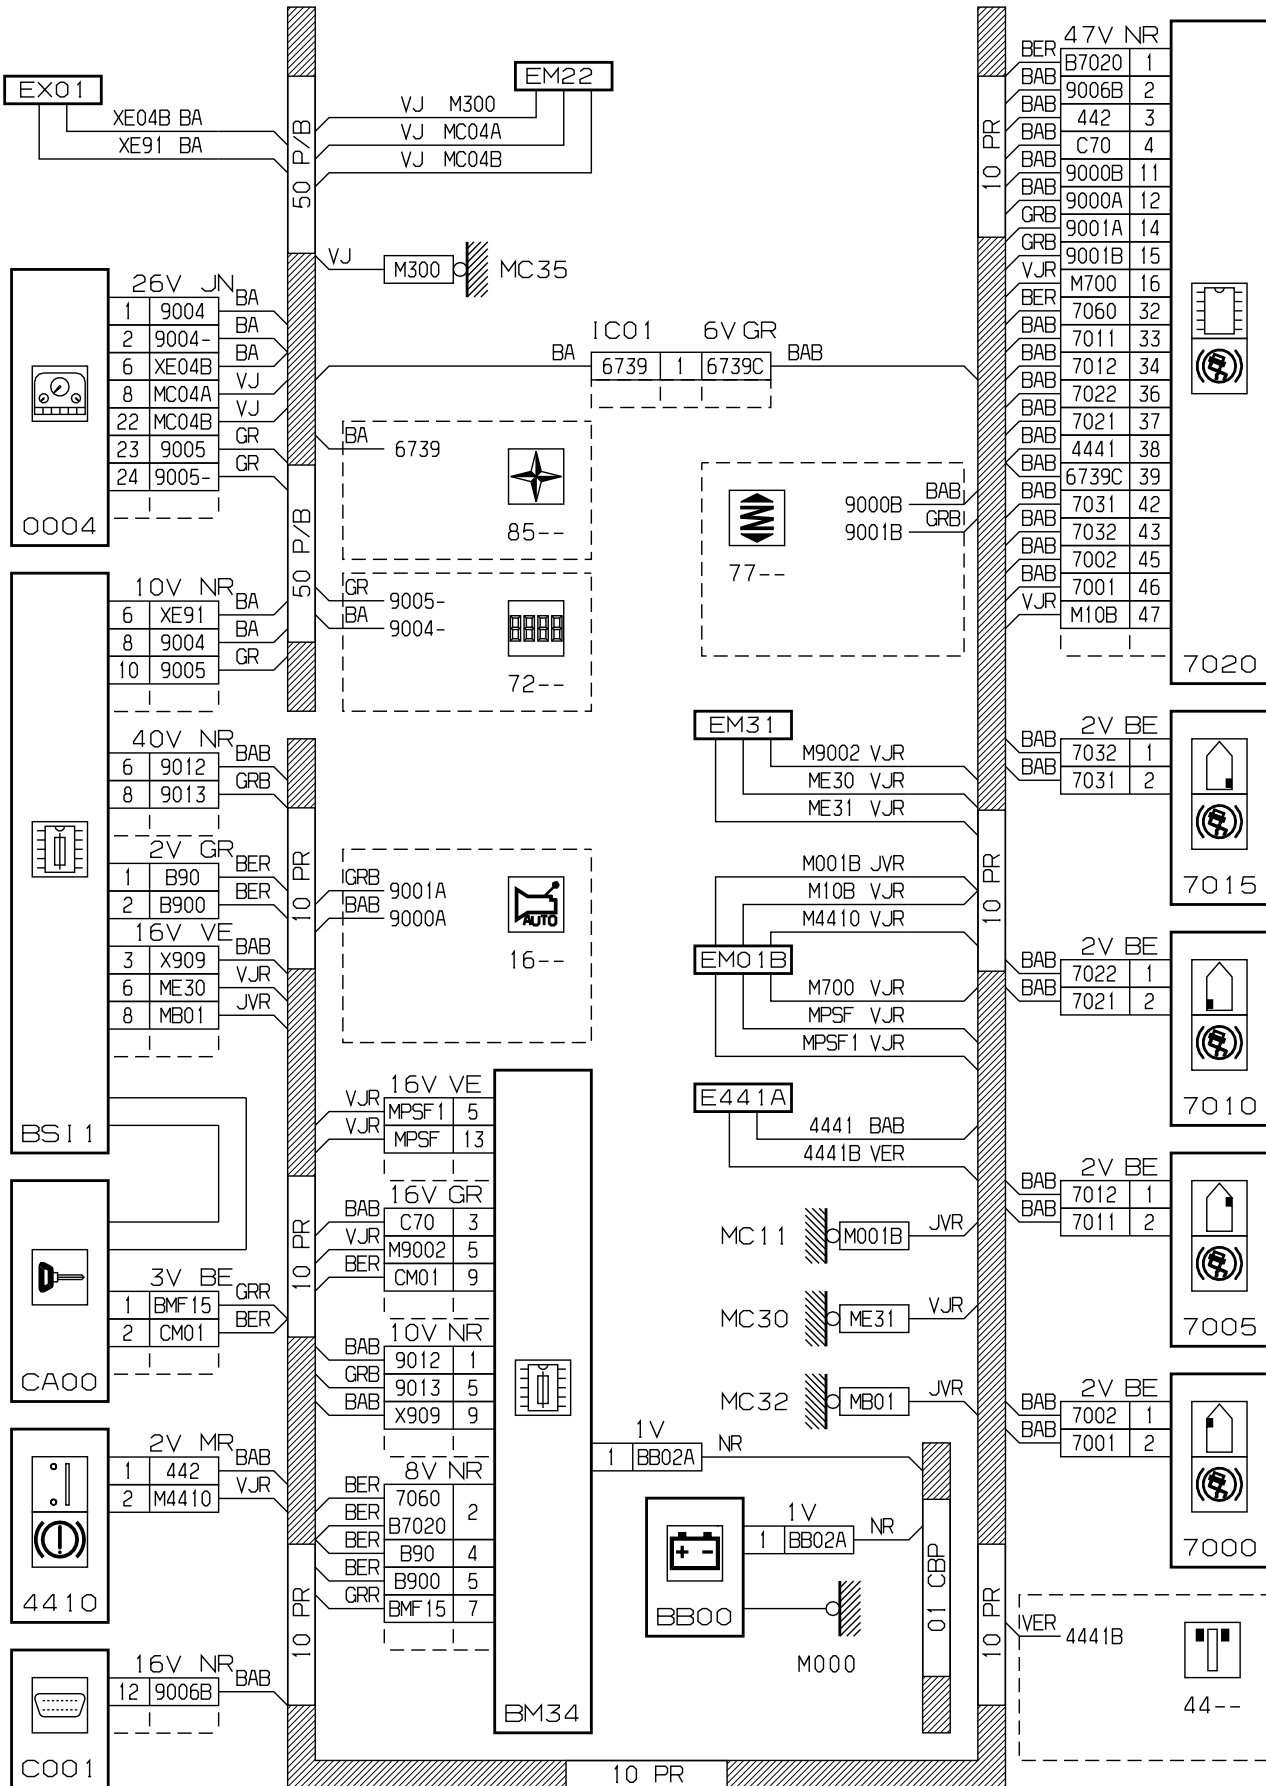 EX01
XE04B BA
XE91 BA
EM22
VJ M300
VJ MC04A
VJ MC04B
50 P/B
VJ M300 MC35
0004
26V JN
1 9004 BA
2 9004- BA
6 XE04B BA
8 MC04A VJ
22 MC04B VJ
23 9005 GR
24 9005- GR
IC01 6V GR
BA 6739 1 6739C BAB
BA 6739
85--
50 P/B
GR 9005-
BA 9004-
72--
9000B BAB
9001B GRB
77--
BSI1
10V NR
6 XE91 BA
8 9004 BA
10 9005 GR
40V NR
6 9012 BAB
8 9013 GRB
2V GR
1 B90 BER
2 B900 BER
16V VE
3 X909 BAB
6 ME30 VJR
8 MB01 JVR
10 PR
GRB 9001A
BAB 9000A
AUTO
16--
CA00
3V BE
1 BMF15 GRR
2 CM01 BER
4410
2V MR
1 442 BAB
2 M4410 VJR
C001
16V NR
12 9006B BAB
10 PR
10 PR
BM34
16V VE
VJR MPSF1 5
VJR MPSF 13
16V GR
BAB C70 3
VJR M9002 5
BER CM01 9
10V NR
BAB 9012 1
GRB 9013 5
BAB X909 9
8V NR
BER 7060 2
BER B7020
BER B90 4
BER B900 5
GRR BMF15 7
1V
1 BB02A NR
BB00
1V
1 BB02A NR
M000
01 CBP
EM31
M9002 VJR
ME30 VJR
ME31 VJR
M001B JVR
M10B VJR
M4410 VJR
EM01B
M700 VJR
MPSF VJR
MPSF1 VJR
E441A
4441 BAB
4441B VER
MC11 M001B JVR
MC30 ME31 VJR
MC32 MB01 JVR
10 PR
10 PR
10 PR
10 PR
47V NR
BER B7020 1
BAB 9006B 2
BAB 442 3
BAB C70 4
BAB 9000B 11
BAB 9000A 12
GRB 9001A 14
GRB 9001B 15
VJR M700 16
BER 7060 32
BAB 7011 33
BAB 7012 34
BAB 7022 36
BAB 7021 37
BAB 4441 38
BAB 6739C 39
BAB 7031 42
BAB 7032 43
BAB 7002 45
BAB 7001 46
VJR M10B 47
7020
2V BE
BAB 7032 1
BAB 7031 2
7015
2V BE
BAB 7022 1
BAB 7021 2
7010
2V BE
BAB 7012 1
BAB 7011 2
7005
2V BE
BAB 7002 1
BAB 7001 2
7000
VER 4441B
44--